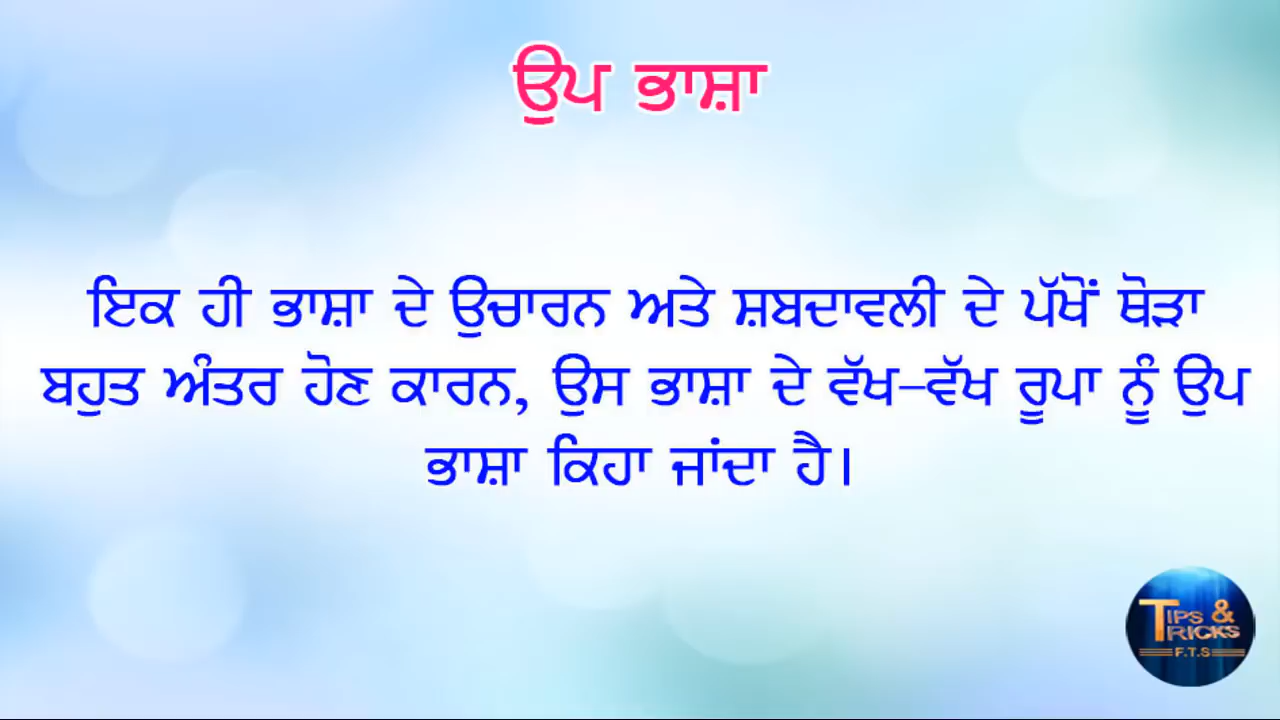 ਉਪ ਭਾਸ਼ਾ
ਇਕ ਹੀ ਭਾਸ਼ਾ ਦੇ ਉਚਾਰਨ ਅਤੇ ਸ਼ਬਦਾਵਲੀ ਦੇ ਪੱਖੋਂ ਥੋੜਾ
ਬਹੁਤ ਅੰਤਰ ਹੋਣ ਕਾਰਨ, ਉਸ ਭਾਸ਼ਾ ਦੇ ਵੱਖ–ਵੱਖ ਰੂਪਾ ਨੂੰ ਉਪ
ਭਾਸ਼ਾ ਕਿਹਾ ਜਾਂਦਾ ਹੈ।
TIPS &
TRICKS
F.T.S